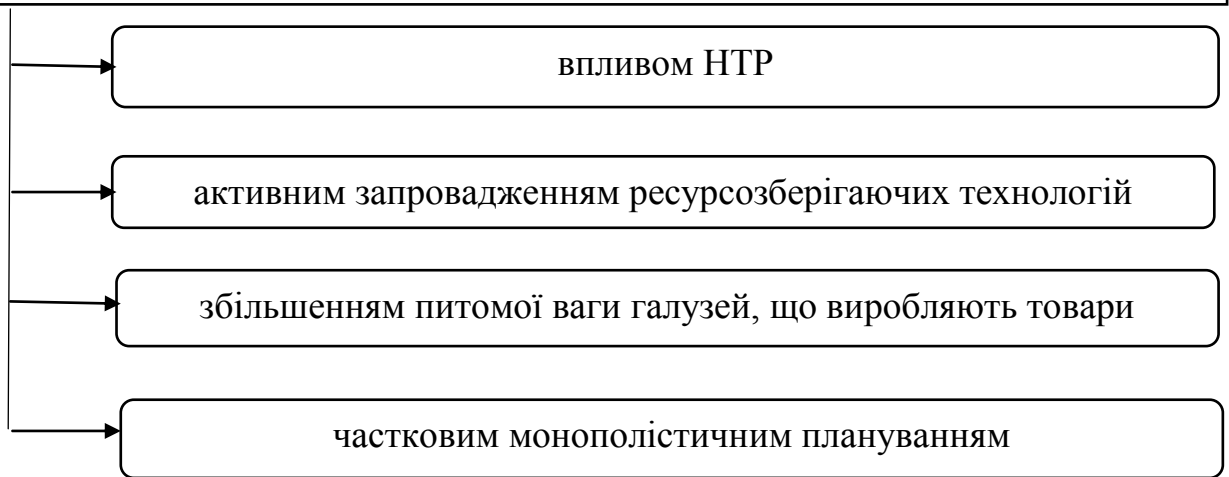 впливом НТР
активним запровадженням ресурсозберігаючих технологій
збільшенням питомої ваги галузей, що виробляють товари
частковим монополістичним плануванням